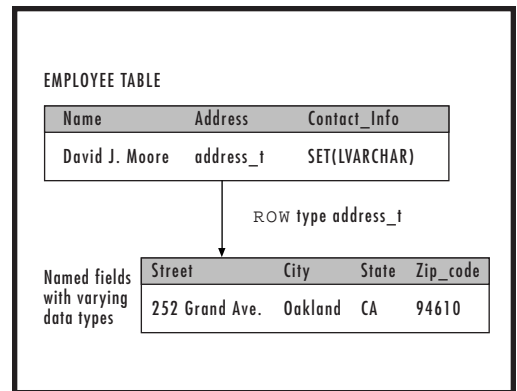 EMPLOYEE TABLE
Name Address Contact_Info
David J. Moore address_t SET(LVARCHAR)
ROW type address_t
Named fields
with varying
data types
Street City State Zip_code
252 Grand Ave. Oakland CA 94610